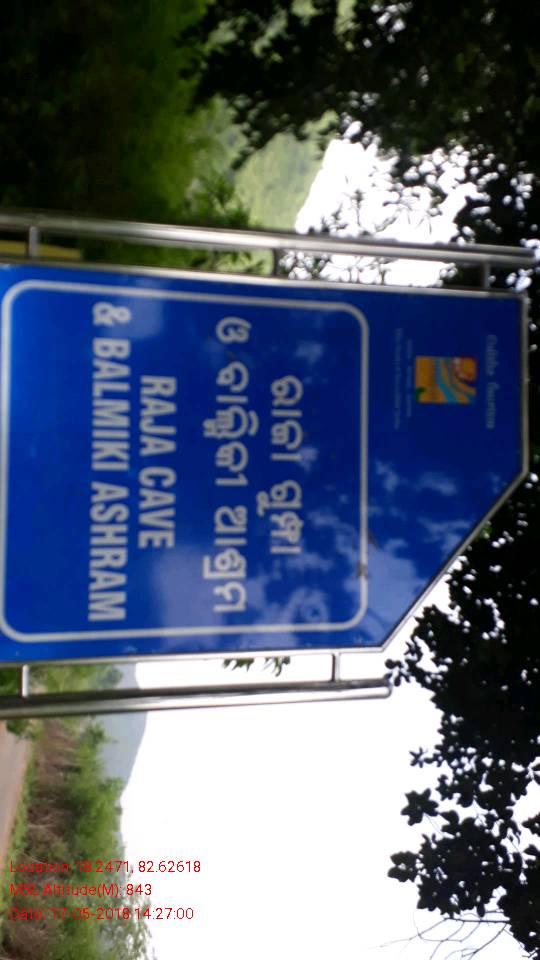 ରାଜା ଗୁମ୍ଫା
ଓ ବାଲ୍ମିକୀ ଆଶ୍ରମ
RAJA CAVE
& BALMIKI ASHRAM
Location: 18.2471, 82.62618
MSL Altitude(M): 843
Date: 17-05-2018 14:27:00